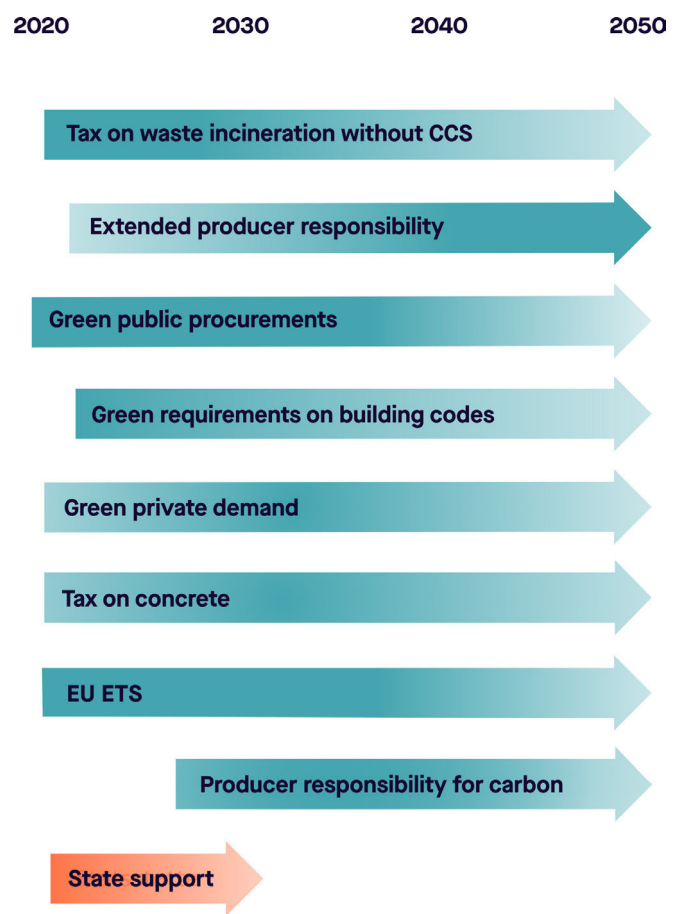 2020 2030 2040 2050
Tax on waste incineration without CCS
Extended producer responsibility
Green public procurements
Green requirements on building codes
Green private demand
Tax on concrete
EU ETS
Producer responsibility for carbon
State support